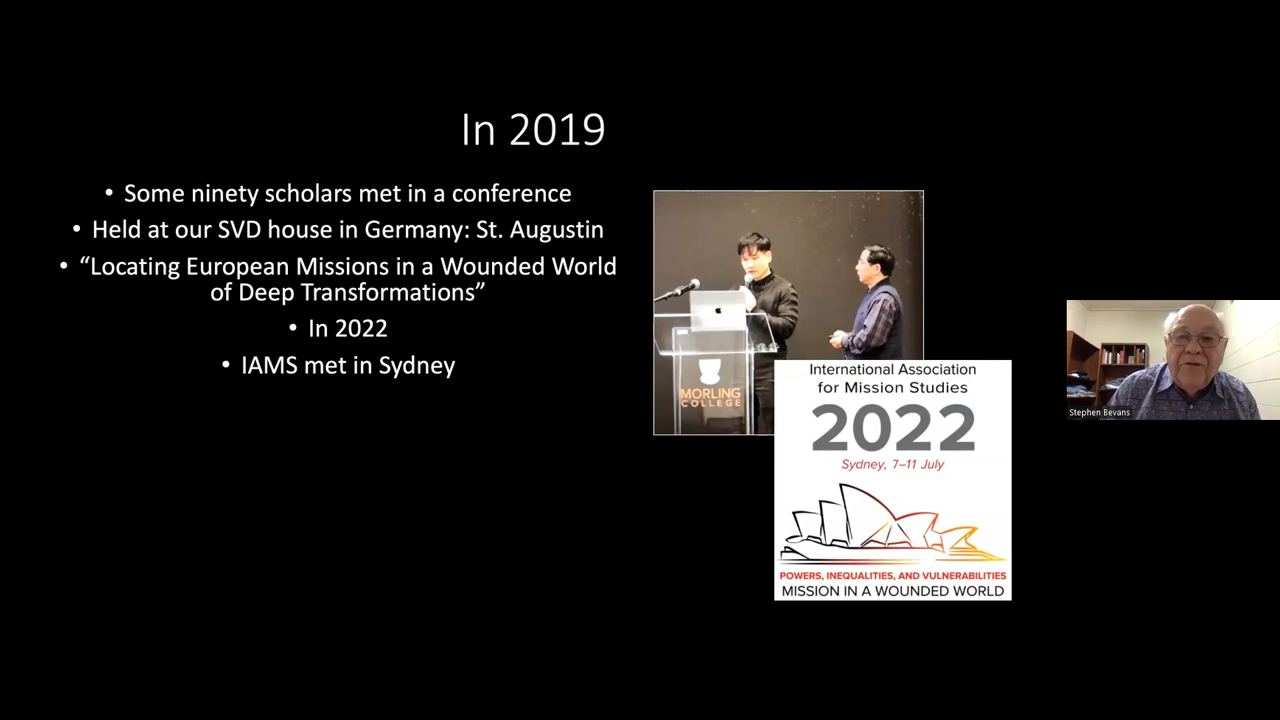 In 2019
• Some ninety scholars met in a conference
• Held at our SVD house in Germany: St. Augustin
• “Locating European Missions in a Wounded World
of Deep Transformations”
• In 2022
• IAMS met in Sydney
MORLING
COLLEGE
International Association
for Mission Studies
2022
Sydney, 7–11 July
POWERS, INEQUALITIES, AND VULNERABILITIES
MISSION IN A WOUNDED WORLD
Stephen Bevans